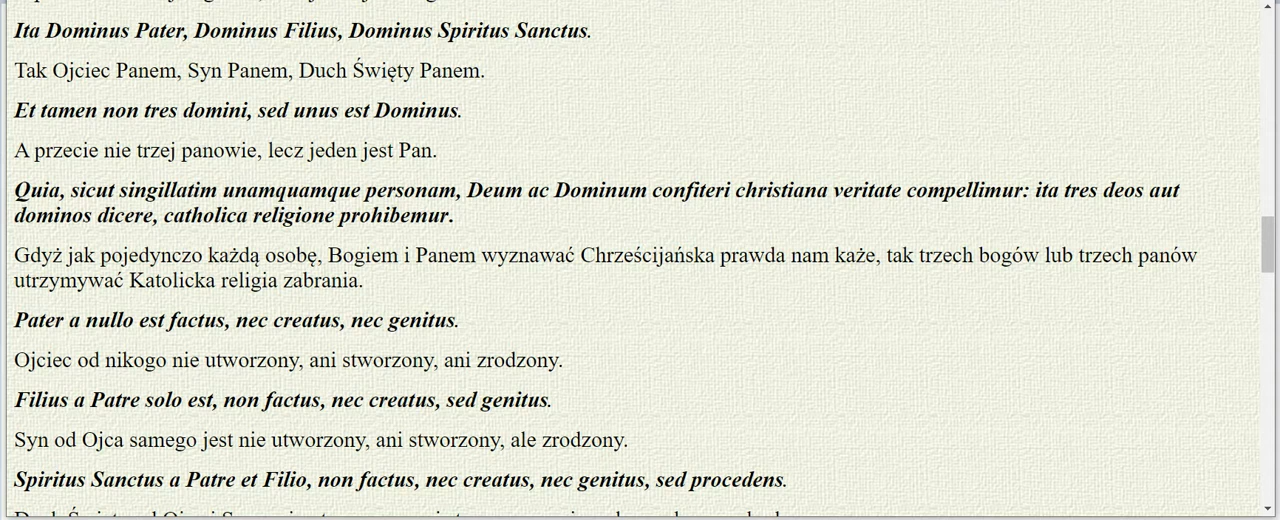 Ita Dominus Pater, Dominus Filius, Dominus Spiritus Sanctus.
Tak Ojciec Panem, Syn Panem, Duch Święty Panem.
Et tamen non tres domini, sed unus est Dominus.
A przecie nie trzej panowie, lecz jeden jest Pan.
Quia, sicut singillatim unamquamque personam, Deum ac Dominum confiteri christiana veritate compellimur: ita tres deos aut
dominos dicere, catholica religione prohibemur.
Gdyż jak pojedynczo każdą osobę, Bogiem i Panem wyznawać Chrześcijańska prawda nam każe, tak trzech bogów lub trzech panów
utrzymywać Katolicka religia zabrania.
Pater a nullo est factus, nec creatus, nec genitus.
Ojciec od nikogo nie utworzony, ani stworzony, ani zrodzony.
Filius a Patre solo est, non factus, nec creatus, sed genitus.
Syn od Ojca samego jest nie utworzony, ani stworzony, ale zrodzony.
Spiritus Sanctus a Patre et Filio, non factus, nec creatus, nec genitus, sed procedens.